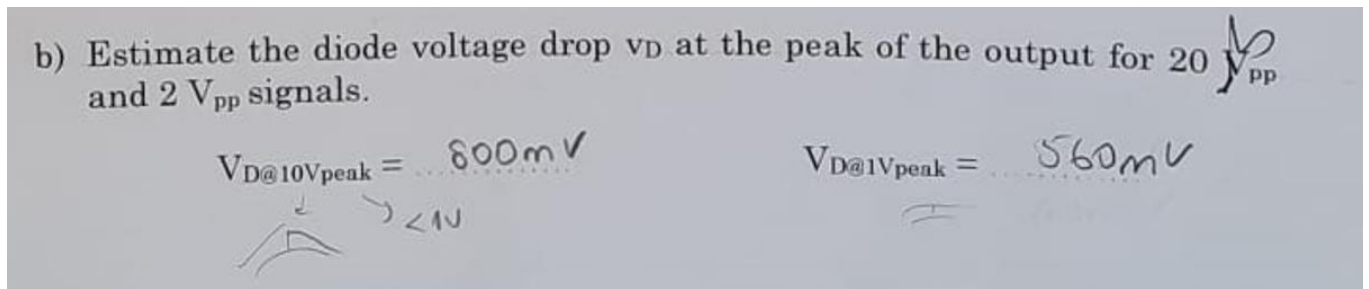 b) Estimate the diode voltage drop vD at the peak of the output for 20 Vpp
and 2 Vpp signals.
VD@10Vpeak = 800mV VD@1Vpeak = 560mV
<1V